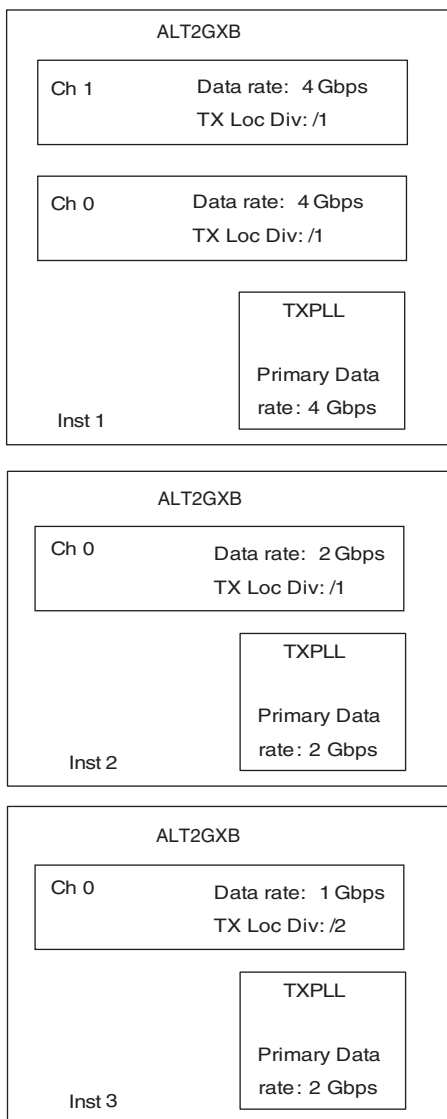 ALT2GXB
Ch 1
Data rate: 4 Gbps
TX Loc Div: /1
Ch 0
Data rate: 4 Gbps
TX Loc Div: /1
TXPLL
Primary Data
rate: 4 Gbps
Inst 1
ALT2GXB
Ch 0
Data rate: 2 Gbps
TX Loc Div: /1
TXPLL
Primary Data
rate: 2 Gbps
Inst 2
ALT2GXB
Ch 0
Data rate: 1 Gbps
TX Loc Div: /2
TXPLL
Primary Data
rate: 2 Gbps
Inst 3